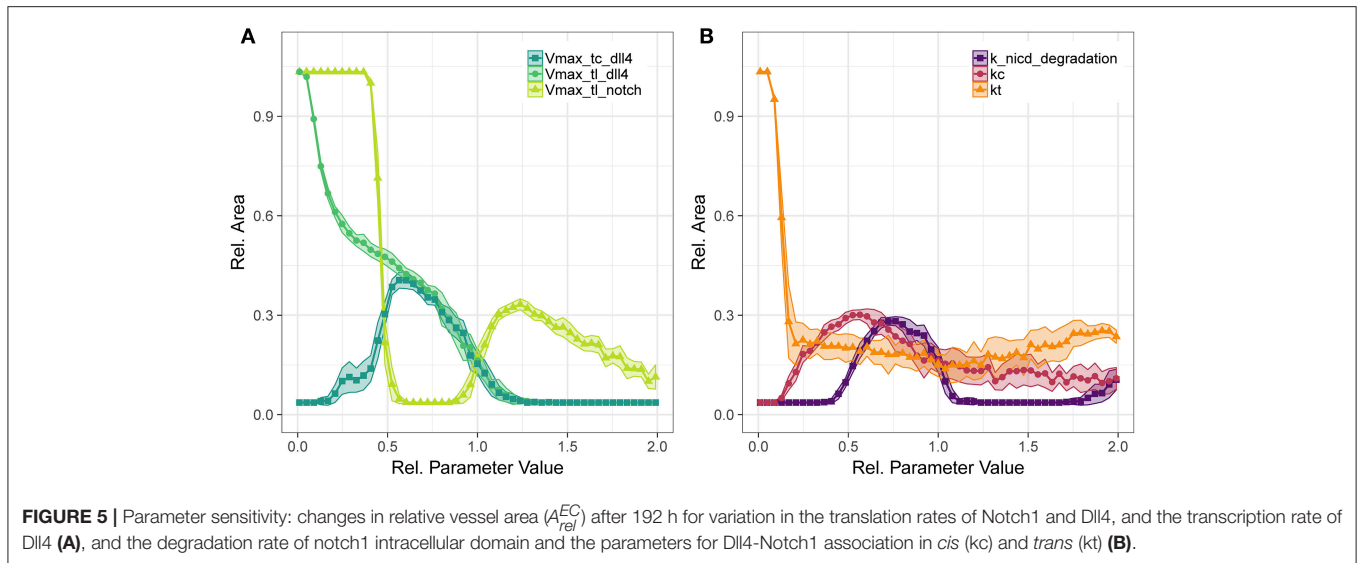 A
B
Vmax_tc_dll4
Vmax_tl_dll4
Vmax_tl_notch
k_nicd_degradation
kc
kt
Rel. Area
0.9
0.6
0.3
0.0
0.0 0.5 1.0 1.5 2.0
Rel. Parameter Value
Rel. Area
0.9
0.6
0.3
0.0
0.0 0.5 1.0 1.5 2.0
Rel. Parameter Value
FIGURE 5 | Parameter sensitivity: changes in relative vessel area (A^{EC}_{rel}) after 192 h for variation in the translation rates of Notch1 and Dll4, and the transcription rate of
Dll4 (A), and the degradation rate of notch1 intracellular domain and the parameters for Dll4-Notch1 association in cis (kc) and trans (kt) (B).